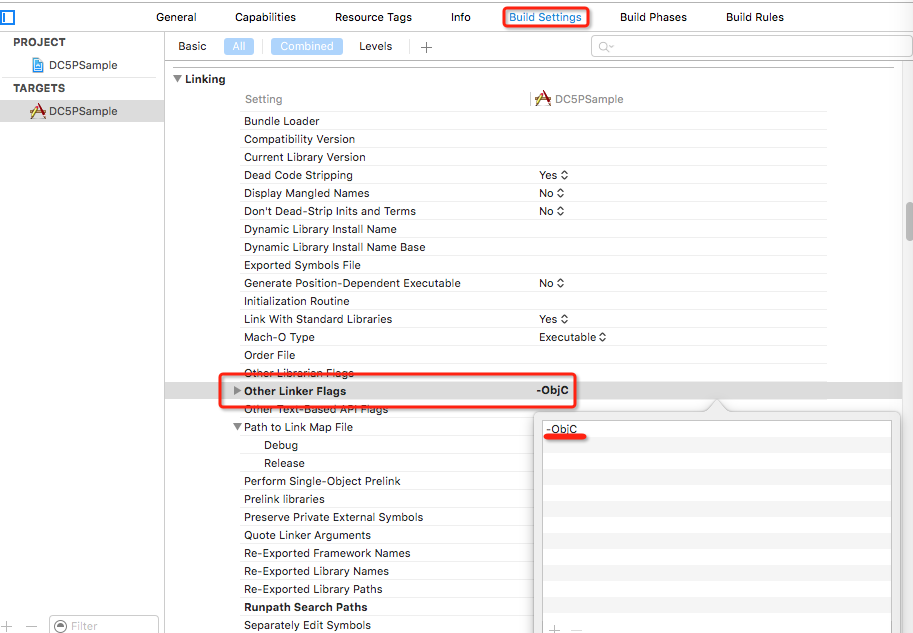 General Capabilities Resource Tags Info Build Settings Build Phases Build Rules
PROJECT
DC5PSample
TARGETS
DC5PSample
Filter
Basic All Combined Levels
Linking
Setting DC5PSample
Bundle Loader
Compatibility Version
Current Library Version
Dead Code Stripping Yes
Display Mangled Names No
Don't Dead-Strip Inits and Terms No
Dynamic Library Install Name
Dynamic Library Install Name Base
Exported Symbols File
Generate Position-Dependent Executable No
Initialization Routine
Link With Standard Libraries Yes
Mach-O Type Executable
Order File
Other Librarian Flags
Other Linker Flags -ObjC
Other Text-Based API Flags
-ObjC
Path to Link Map File
Debug
Release
Perform Single-Object Prelink
Prelink libraries
Preserve Private External Symbols
Quote Linker Arguments
Re-Exported Framework Names
Re-Exported Library Names
Re-Exported Library Paths
Runpath Search Paths
Separately Edit Symbols